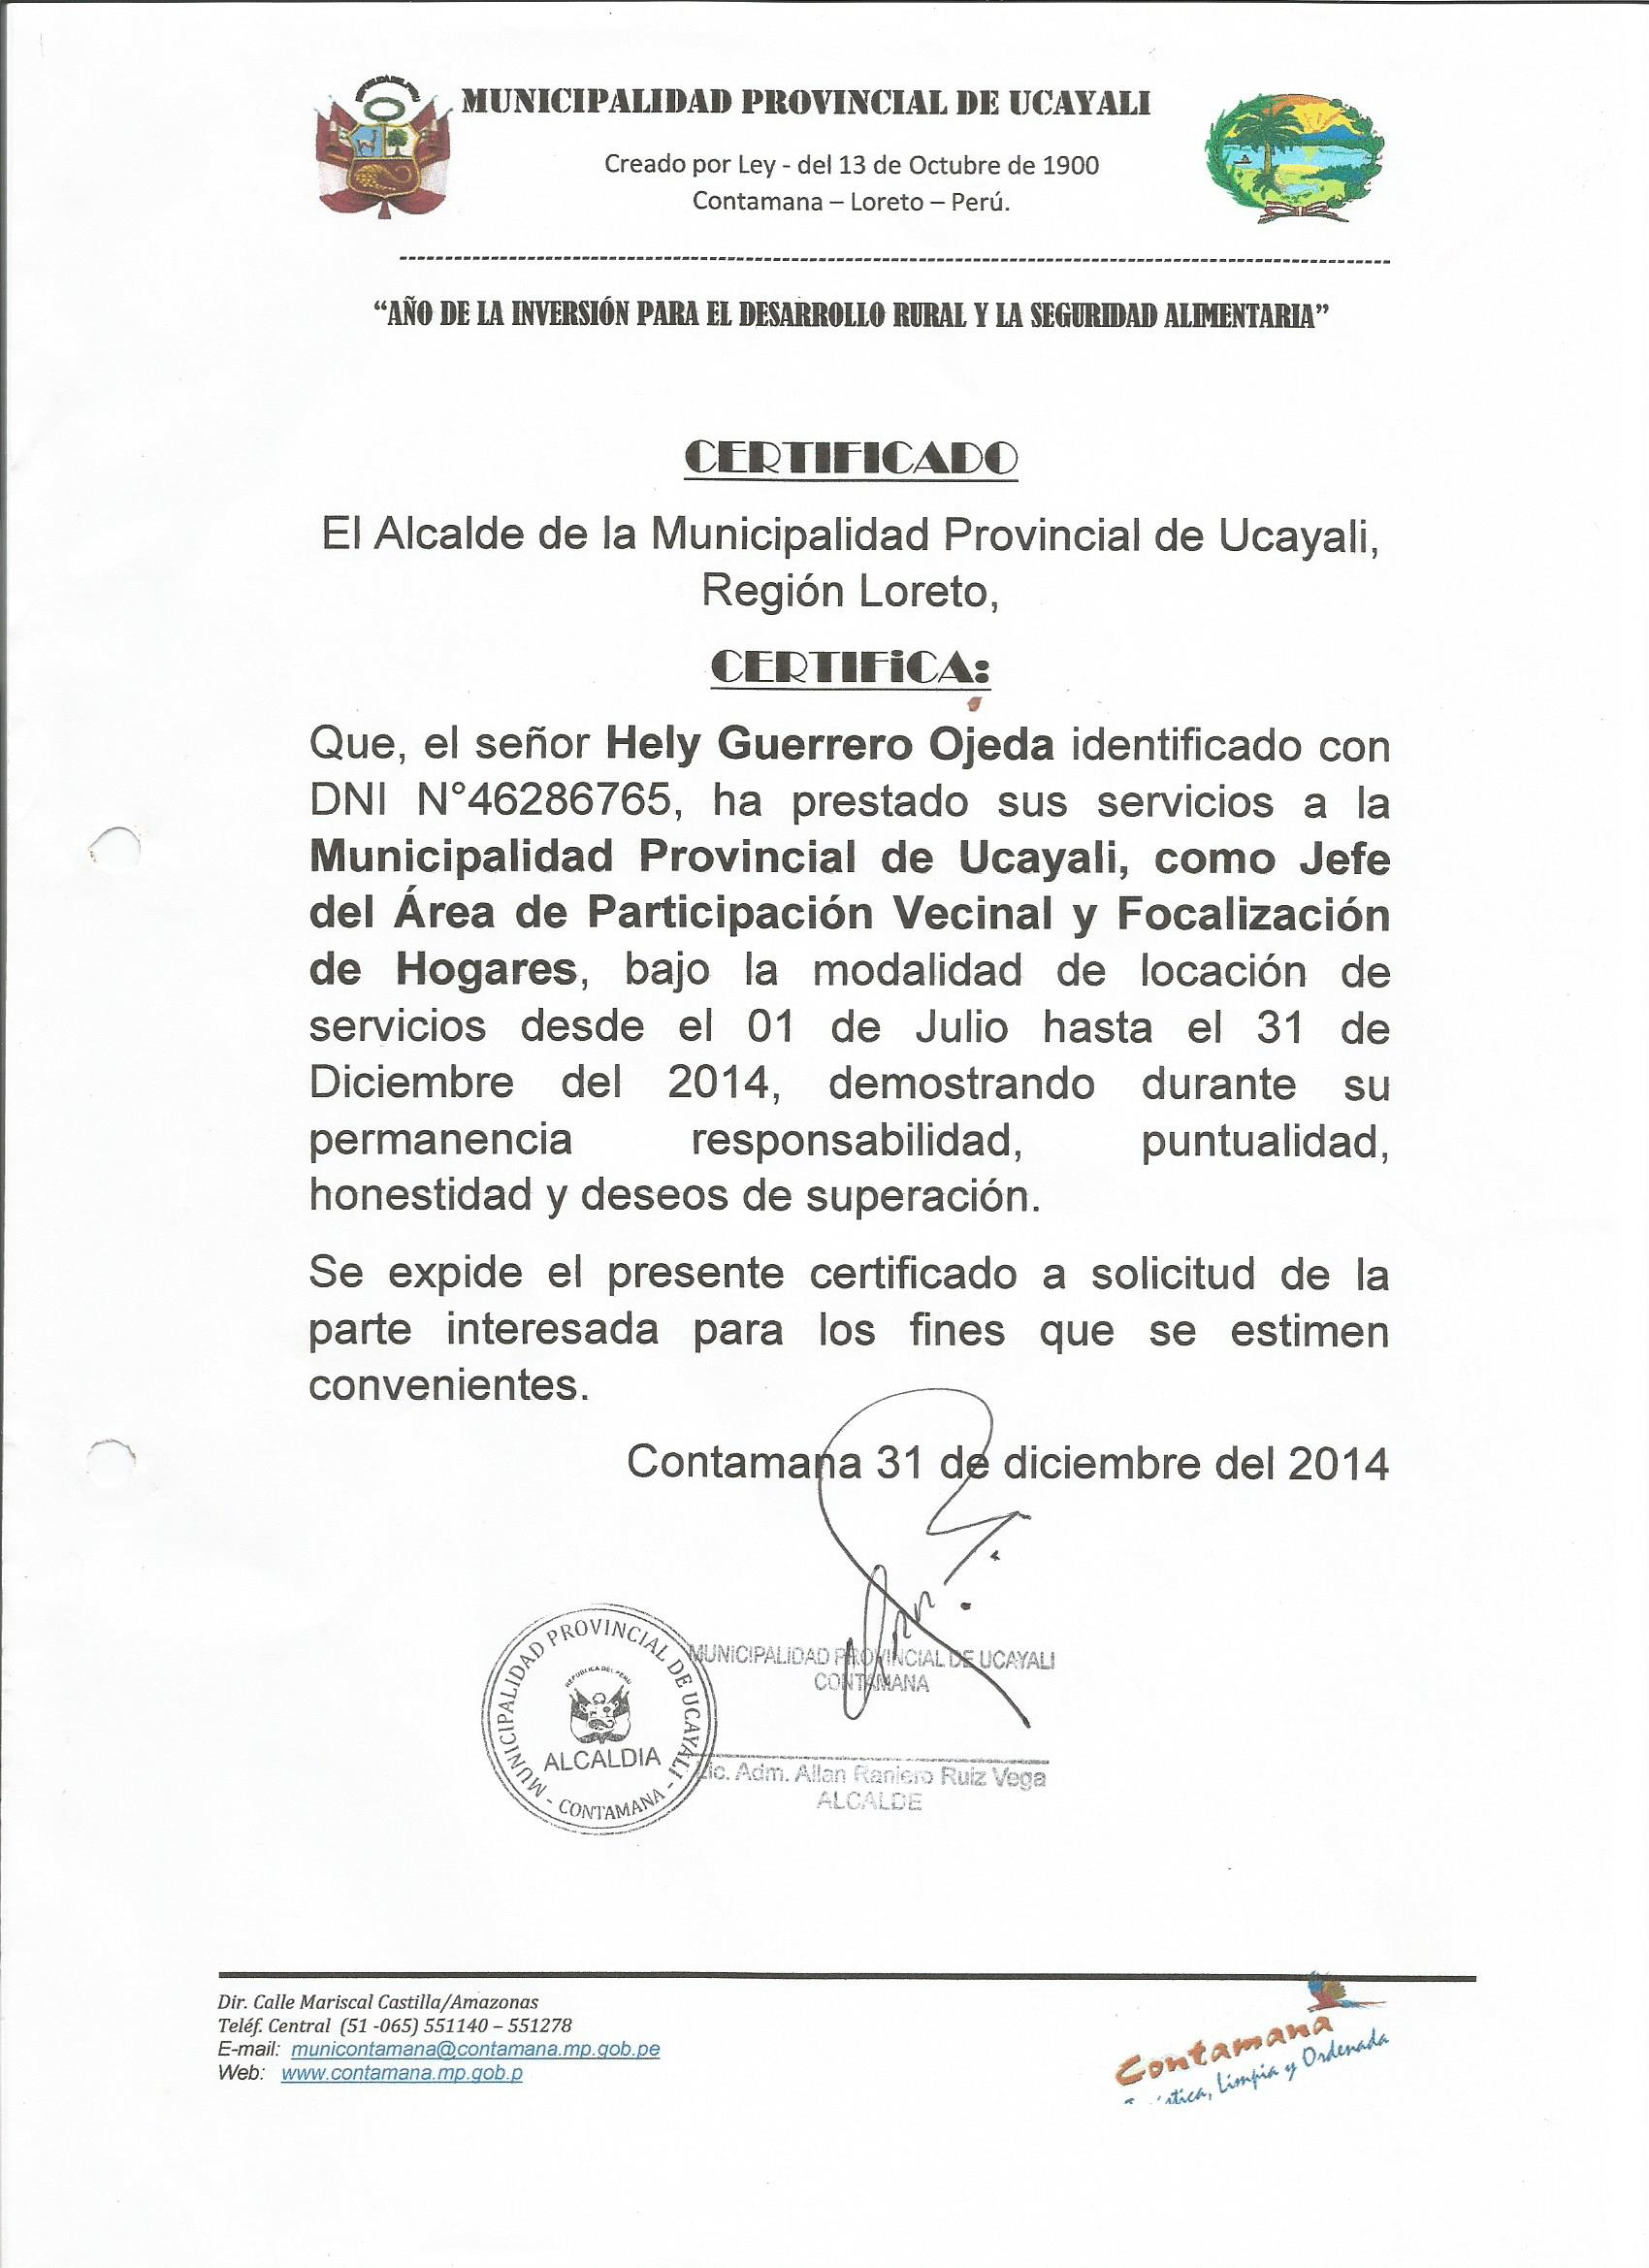 MUNICIPALIDAD PROVINCIAL DE UCAYALI
Creado por Ley - del 13 de Octubre de 1900
Contamana – Loreto – Perú.
“AÑO DE LA INVERSIÓN PARA EL DESARROLLO RURAL Y LA SEGURIDAD ALIMENTARIA”
CERTIFICADO
El Alcalde de la Municipalidad Provincial de Ucayali,
Región Loreto,
CERTIFiCA:
Que, el señor Hely Guerrero Ojeda identificado con
DNI N°46286765, ha prestado sus servicios a la
Municipalidad Provincial de Ucayali, como Jefe
del Área de Participación Vecinal y Focalización
de Hogares, bajo la modalidad de locación de
servicios desde el 01 de Julio hasta el 31 de
Diciembre del 2014, demostrando durante su
permanencia responsabilidad, puntualidad,
honestidad y deseos de superación.
Se expide el presente certificado a solicitud de la
parte interesada para los fines que se estimen
convenientes.
Contamana 31 de diciembre del 2014
MUNICIPALIDAD PROVINCIAL DE UCAYALI - CONTAMANA -
REPUBLICA DEL PERU
ALCALDIA
MUNICIPALIDAD PROVINCIAL DE UCAYALI
CONTAMANA
Lic. Adm. Allan Raniero Ruiz Vega
ALCALDE
Dir. Calle Mariscal Castilla/Amazonas
Teléf. Central (51 -065) 551140 – 551278
E-mail: municontamana@contamana.mp.gob.pe
Web: www.contamana.mp.gob.p
Contamana
Limpia y Ordenada